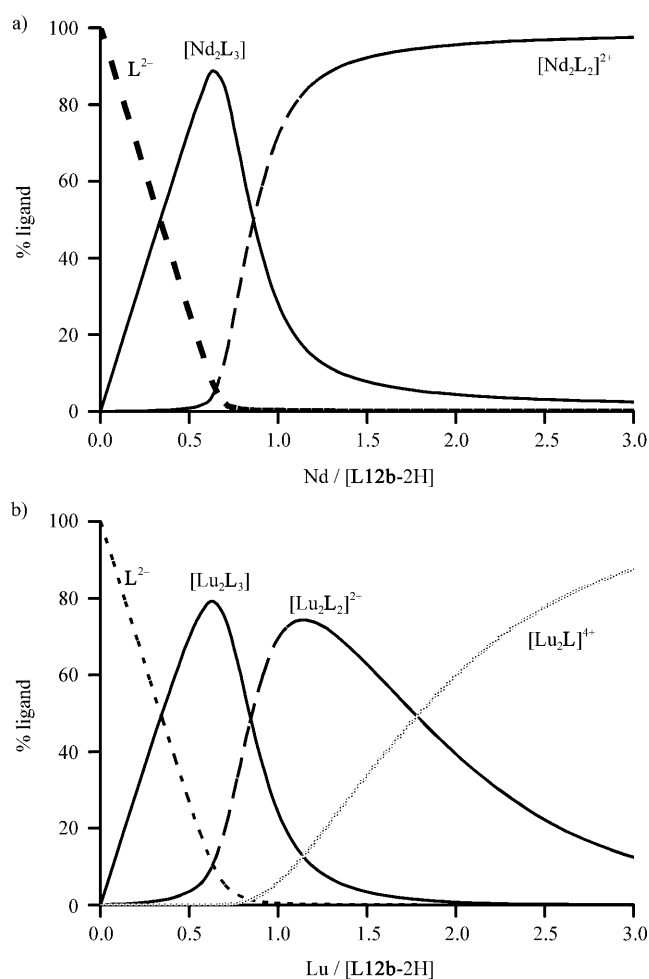 a)
100
80
60
40
20
0
% ligand
L²⁻
[Nd₂L₃]
[Nd₂L₂]²⁺
0.0 0.5 1.0 1.5 2.0 2.5 3.0
Nd / [L12b-2H]
b)
100
80
60
40
20
0
% ligand
L²⁻
[Lu₂L₃]
[Lu₂L₂]²⁻
[Lu₂L]⁴⁺
0.0 0.5 1.0 1.5 2.0 2.5 3.0
Lu / [L12b-2H]